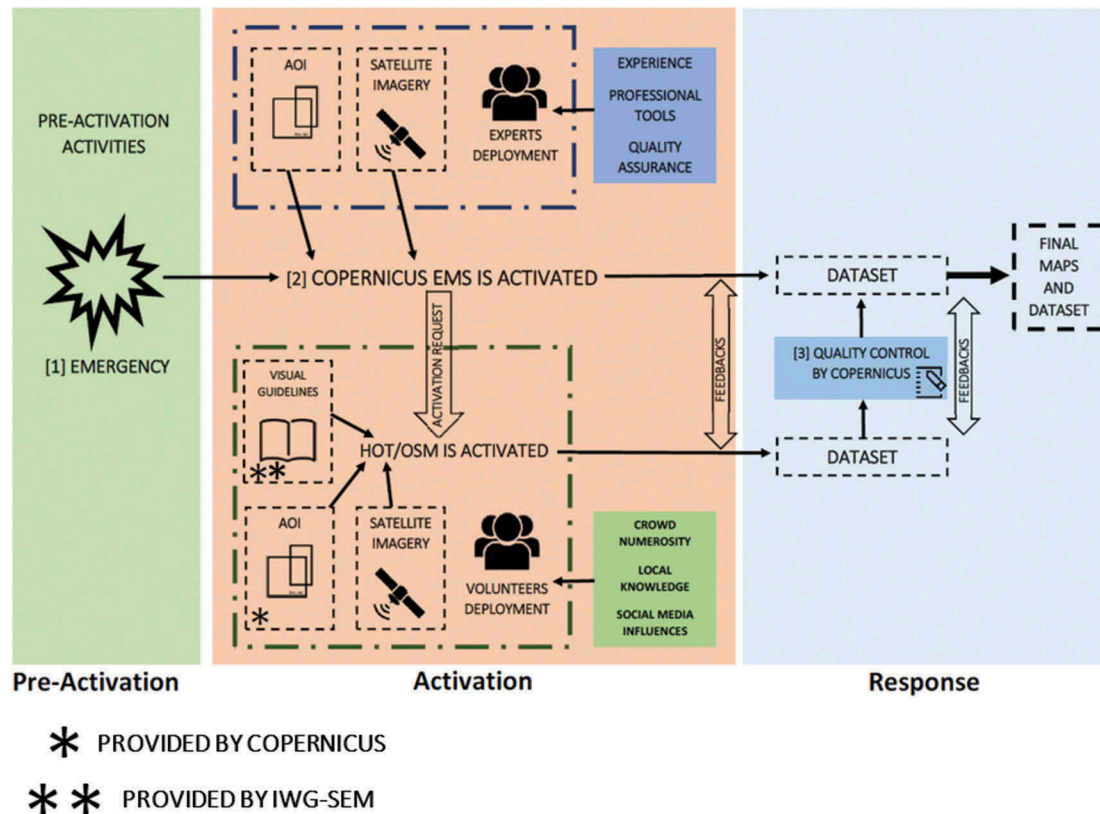 PRE-ACTIVATION
ACTIVITIES
[1] EMERGENCY
AOI
SATELLITE
IMAGERY
EXPERTS
DEPLOYMENT
EXPERIENCE
PROFESSIONAL
TOOLS
QUALITY
ASSURANCE
[2] COPERNICUS EMS IS ACTIVATED
ACTIVATION REQUEST
VISUAL
GUIDELINES
**
HOT/OSM IS ACTIVATED
AOI
*
SATELLITE
IMAGERY
VOLUNTEERS
DEPLOYMENT
CROWD
NUMEROSITY
LOCAL
KNOWLEDGE
SOCIAL MEDIA
INFLUENCES
FEEDBACKS
DATASET
[3] QUALITY CONTROL
BY COPERNICUS
FEEDBACKS
DATASET
FINAL
MAPS
AND
DATASET
Pre-Activation
Activation
Response
* PROVIDED BY COPERNICUS
* * PROVIDED BY IWG-SEM